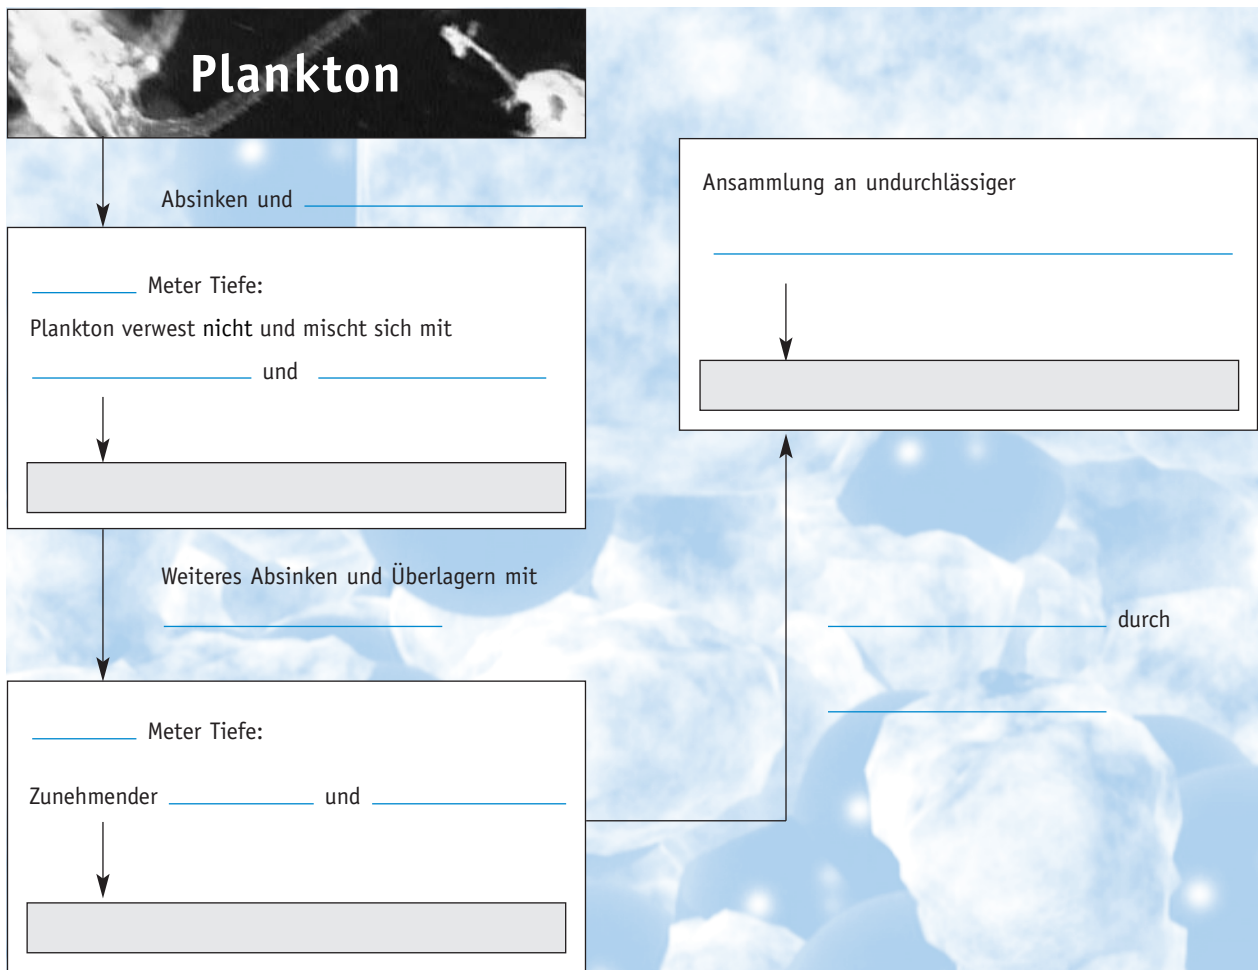 Plankton
Absinken und
Meter Tiefe:
Plankton verwest nicht und mischt sich mit
und
Weiteres Absinken und Überlagern mit
Meter Tiefe:
Zunehmender und
durch
Ansammlung an undurchlässiger